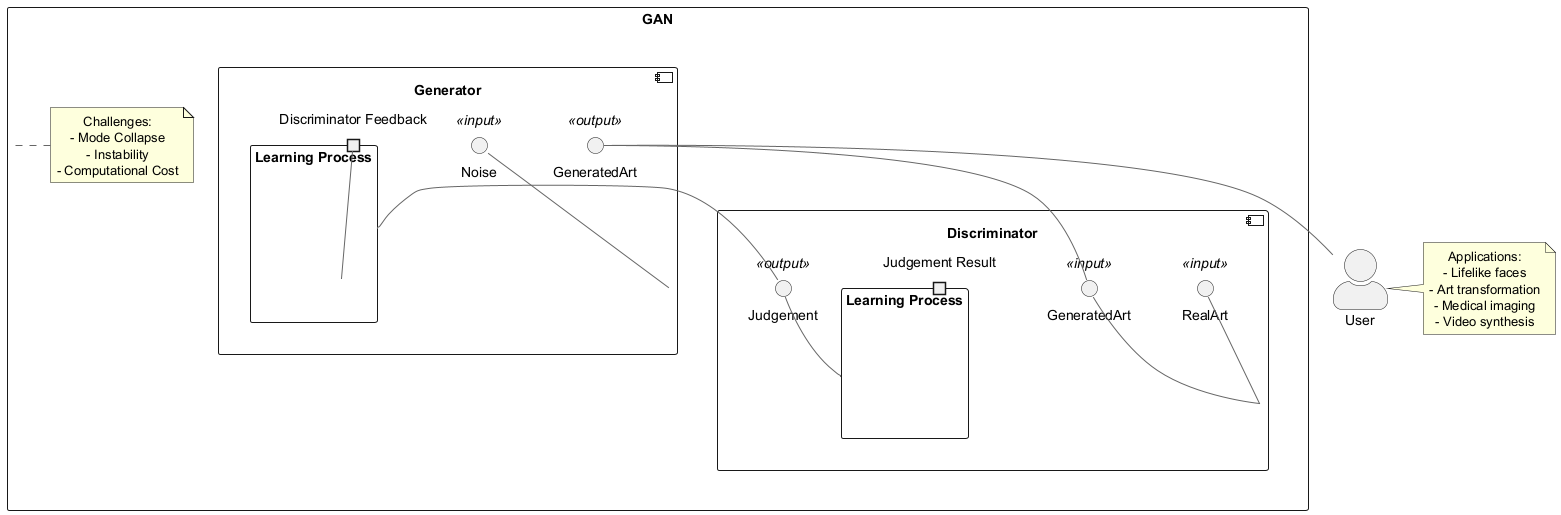 GAN
Challenges:
- Mode Collapse
- Instability
- Computational Cost
Generator
Discriminator Feedback
«input»
«output»
Learning Process
Noise
GeneratedArt
Discriminator
«output»
Judgement Result
«input»
«input»
Learning Process
Judgement
GeneratedArt
RealArt
User
Applications:
- Lifelike faces
- Art transformation
- Medical imaging
- Video synthesis